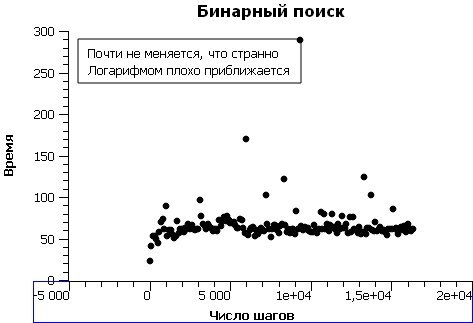 Бинарный поиск
300
Почти не меняется, что странно
Логарифмом плохо приближается
250
200
150
100
50
0
Время
-5 000 0 5 000 1e+04 1,5e+04 2e+04
Число шагов